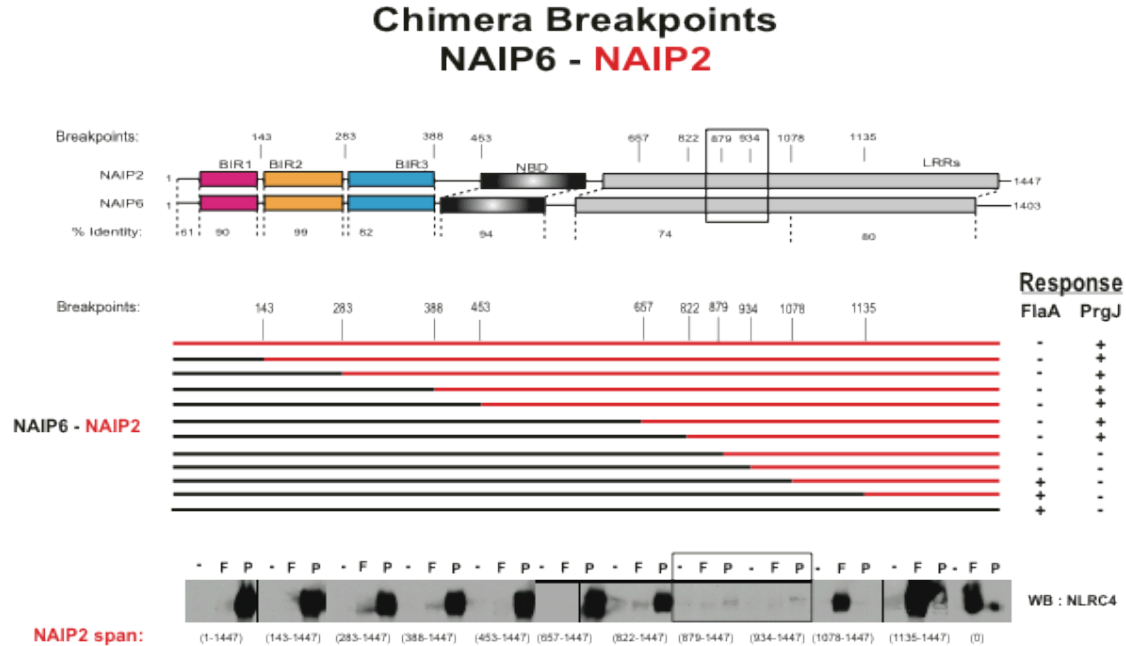 Chimera Breakpoints
NAIP6 - NAIP2
Breakpoints: 143 283 388 453 657 822 879 934 1078 1135
BIR1 BIR2 BIR3 NBD LRRs
NAIP2 1 1447
NAIP6 1 1403
% Identity: 61 90 99 82 94 74 80
Response
Breakpoints: 143 283 388 453 657 822 879 934 1078 1135 FlaA PrgJ
- +
- +
- +
- +
- +
- +
NAIP6 - NAIP2
- +
- -
- -
+ -
+ -
+ -
- F P - F P - F P - F P - F P - F P - F P - F P - F P - F P - F P - F P
WB : NLRC4
NAIP2 span: (1-1447) (143-1447) (283-1447) (388-1447) (453-1447) (657-1447) (822-1447) (879-1447) (934-1447) (1078-1447) (1135-1447) (0)